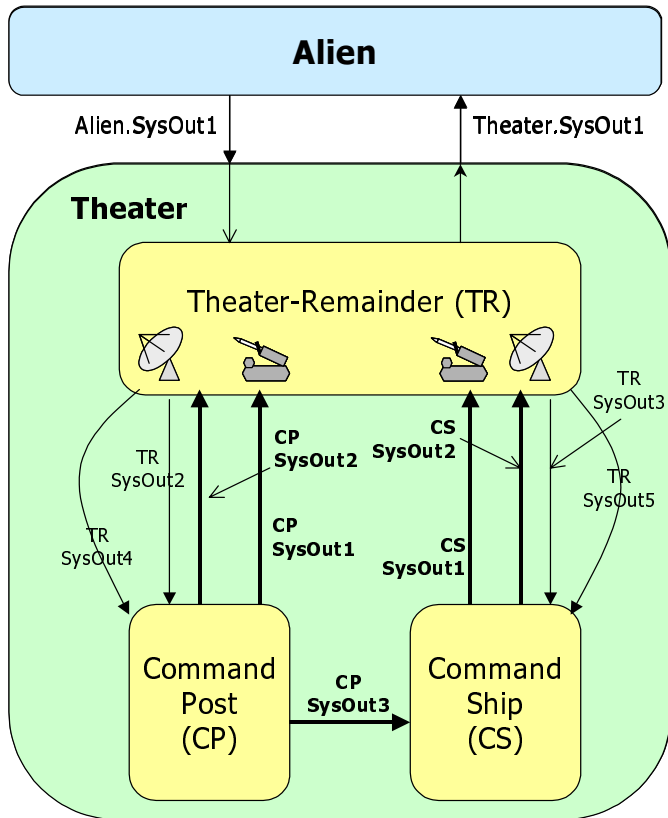 Alien
Alien.SysOut1
Theater.SysOut1
Theater
Theater-Remainder (TR)
TR
SysOut3
CP
SysOut2
CS
SysOut2
TR
SysOut2
TR
SysOut5
CP
SysOut1
TR
SysOut4
CS
SysOut1
Command
Post
(CP)
CP
SysOut3
Command
Ship
(CS)